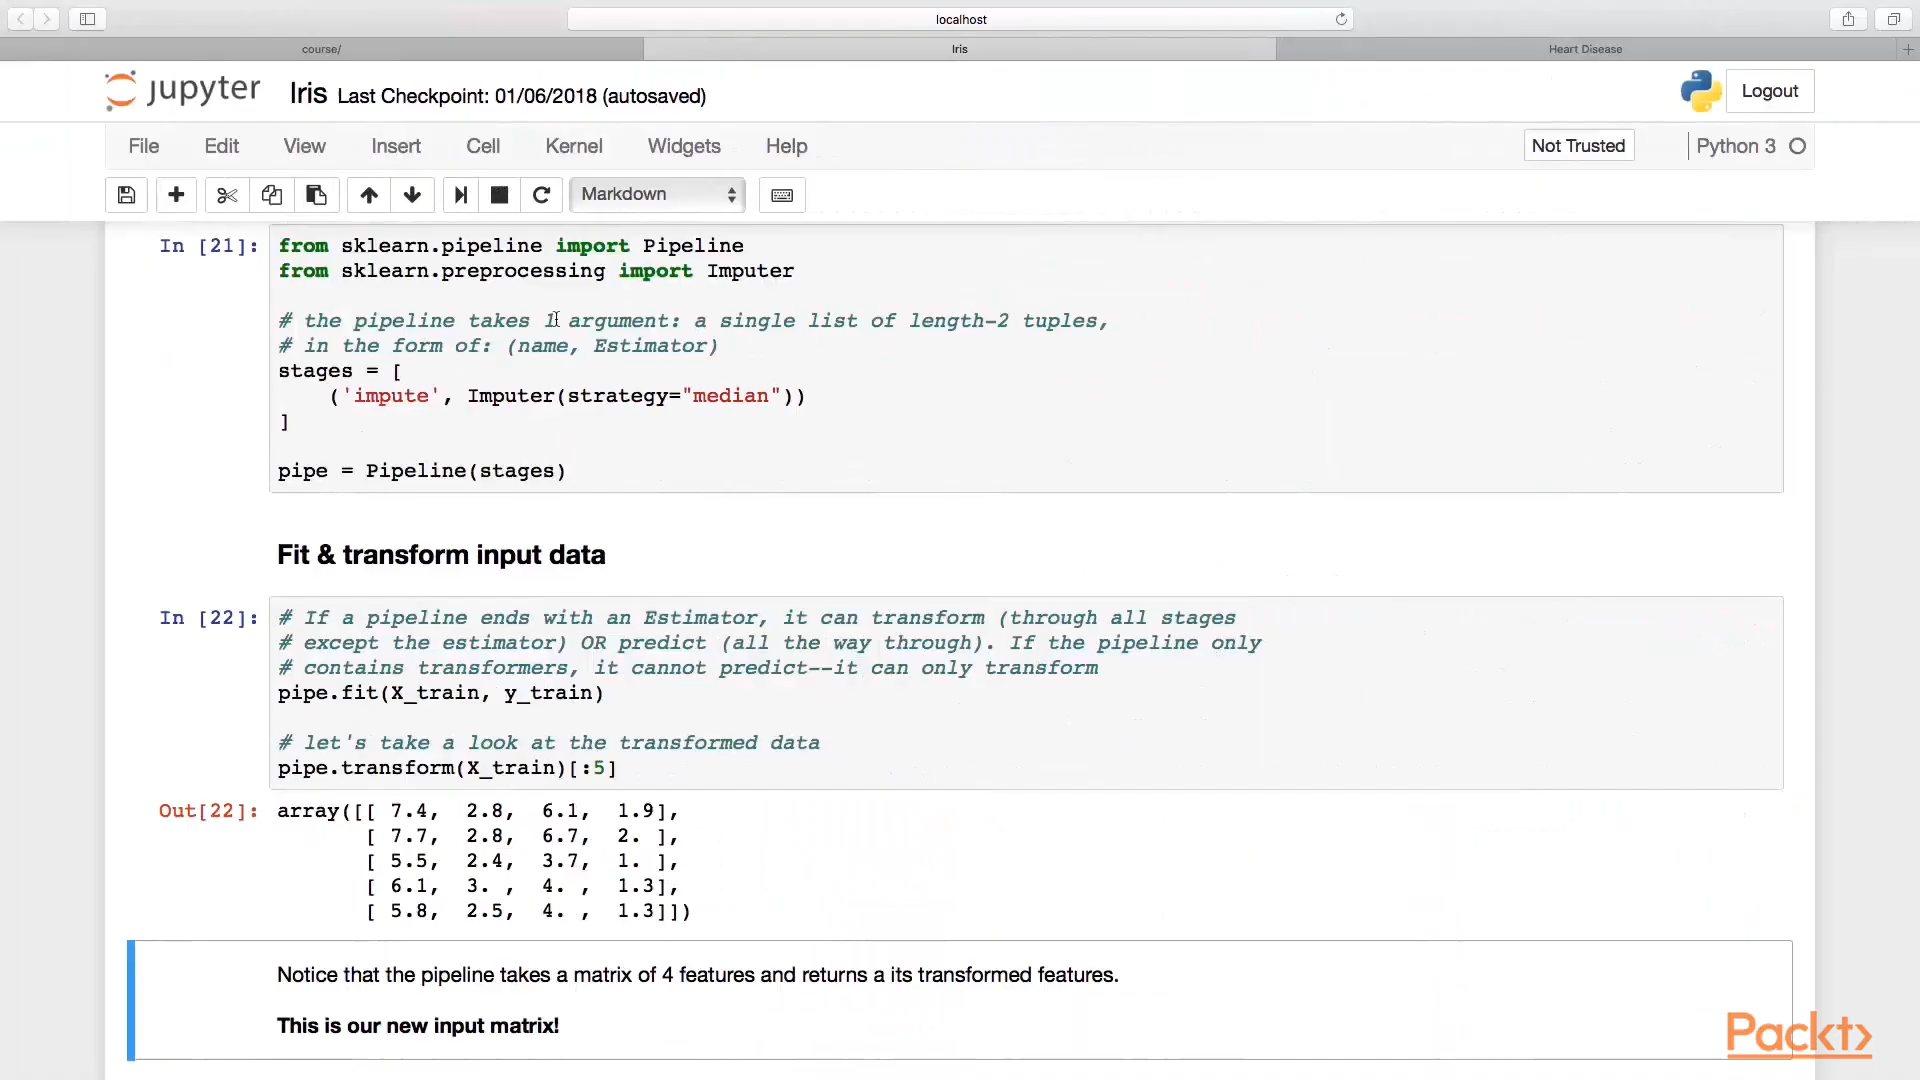 localhost
course/
Iris
Heart Disease
jupyter Iris Last Checkpoint: 01/06/2018 (autosaved)
Logout
File Edit View Insert Cell Kernel Widgets Help
Not Trusted
Python 3
Markdown
In [21]:
from sklearn.pipeline import Pipeline
from sklearn.preprocessing import Imputer
# the pipeline takes 1 argument: a single list of length-2 tuples,
# in the form of: (name, Estimator)
stages = [
    ('impute', Imputer(strategy="median"))
]
pipe = Pipeline(stages)
Fit & transform input data
In [22]:
# If a pipeline ends with an Estimator, it can transform (through all stages
# except the estimator) OR predict (all the way through). If the pipeline only
# contains transformers, it cannot predict--it can only transform
pipe.fit(X_train, y_train)
# let's take a look at the transformed data
pipe.transform(X_train)[:5]
Out[22]:
array([[ 7.4,  2.8,  6.1,  1.9],
       [ 7.7,  2.8,  6.7,  2. ],
       [ 5.5,  2.4,  3.7,  1. ],
       [ 6.1,  3. ,  4. ,  1.3],
       [ 5.8,  2.5,  4. ,  1.3]])
Notice that the pipeline takes a matrix of 4 features and returns a its transformed features.
This is our new input matrix!
Packt>